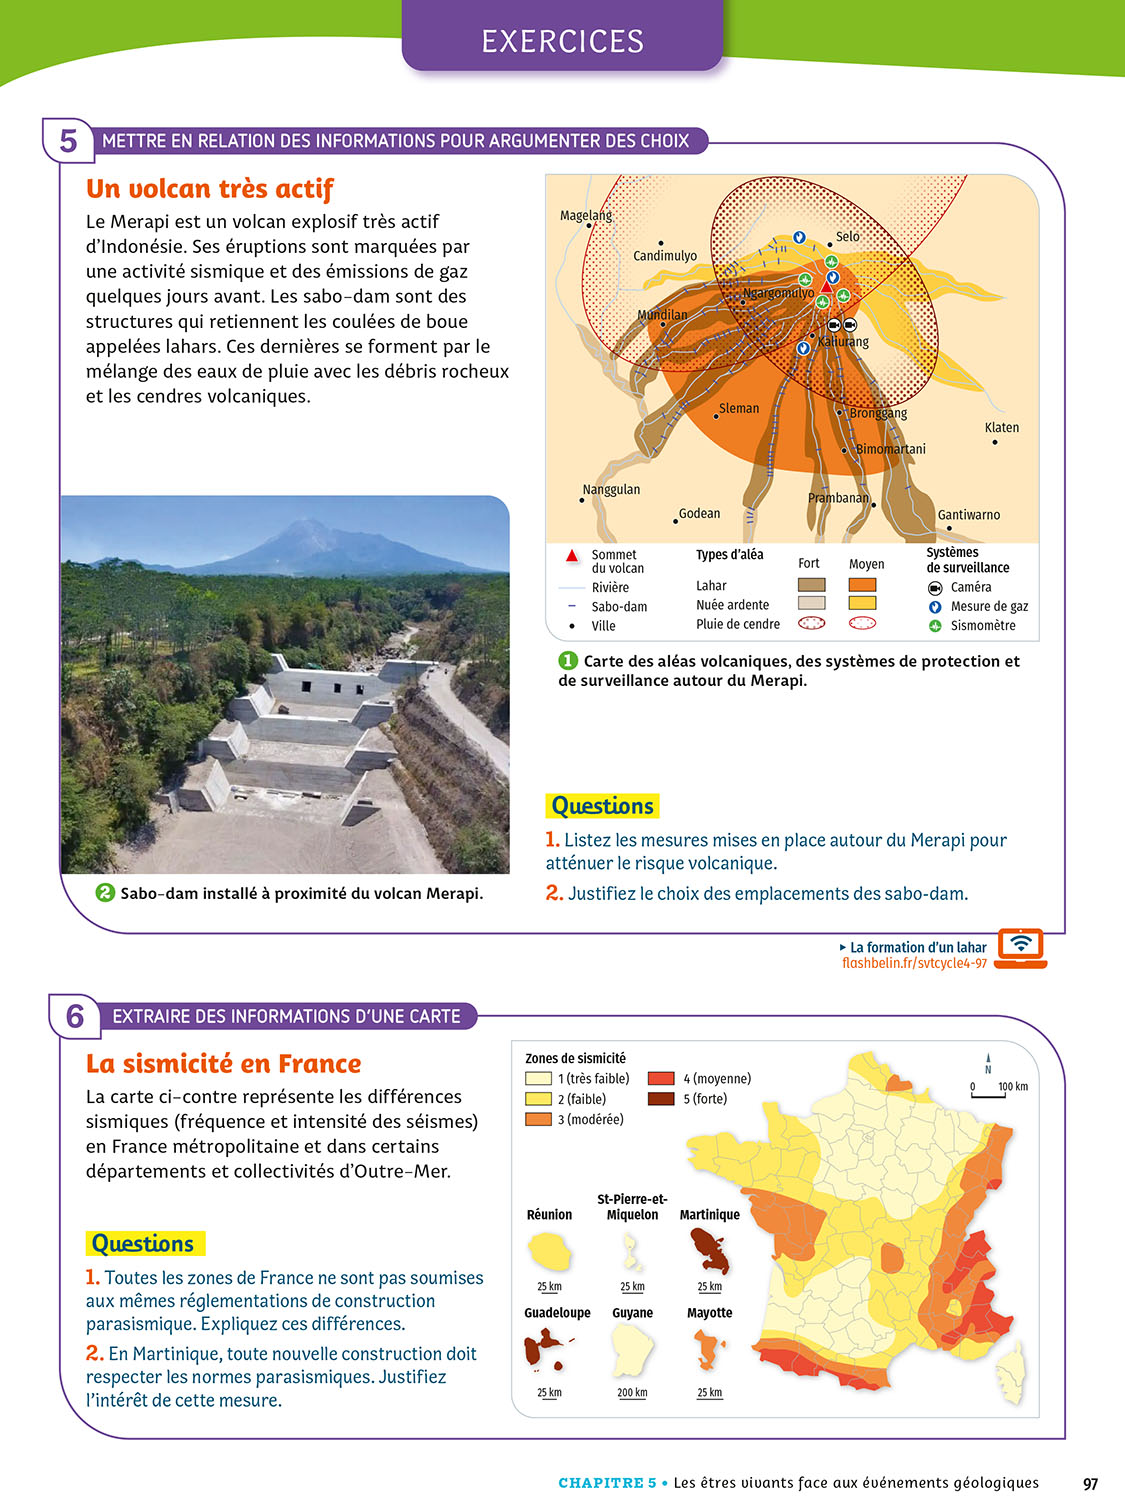 EXERCICES
5 METTRE EN RELATION DES INFORMATIONS POUR ARGUMENTER DES CHOIX
Un volcan très actif
Le Merapi est un volcan explosif très actif
d'Indonésie. Ses éruptions sont marquées par
une activité sismique et des émissions de gaz
quelques jours avant. Les sabo-dam sont des
structures qui retiennent les coulées de boue
appelées lahars. Ces dernières se forment par le
mélange des eaux de pluie avec les débris rocheux
et les cendres volcaniques.
2 Sabo-dam installé à proximité du volcan Merapi.
Magelang
Selo
Candimulyo
Ngargomulyo
Mundilan
Kaliurang
Sleman
Bronggang
Klaten
Bimomartani
Nanggulan
Prambanan
Godean
Gantiwarno
Sommet
du volcan
Rivière
Sabo-dam
Ville
Types d'aléa
Fort
Moyen
Lahar
Nuée ardente
Pluie de cendre
Systèmes
de surveillance
Caméra
Mesure de gaz
Sismomètre
1 Carte des aléas volcaniques, des systèmes de protection et
de surveillance autour du Merapi.
Questions
1. Listez les mesures mises en place autour du Merapi pour
atténuer le risque volcanique.
2. Justifiez le choix des emplacements des sabo-dam.
▸ La formation d'un lahar
flashbelin.fr/svtcycle4-97
6 EXTRAIRE DES INFORMATIONS D'UNE CARTE
La sismicité en France
La carte ci-contre représente les différences
sismiques (fréquence et intensité des séismes)
en France métropolitaine et dans certains
départements et collectivités d'Outre-Mer.
Questions
1. Toutes les zones de France ne sont pas soumises
aux mêmes réglementations de construction
parasismique. Expliquez ces différences.
2. En Martinique, toute nouvelle construction doit
respecter les normes parasismiques. Justifiez
l'intérêt de cette mesure.
Zones de sismicité
1 (très faible)
2 (faible)
3 (modérée)
4 (moyenne)
5 (forte)
N
0 100 km
Réunion
25 km
St-Pierre-et-
Miquelon
25 km
Martinique
25 km
Guadeloupe
25 km
Guyane
200 km
Mayotte
25 km
CHAPITRE 5 • Les êtres vivants face aux événements géologiques 97